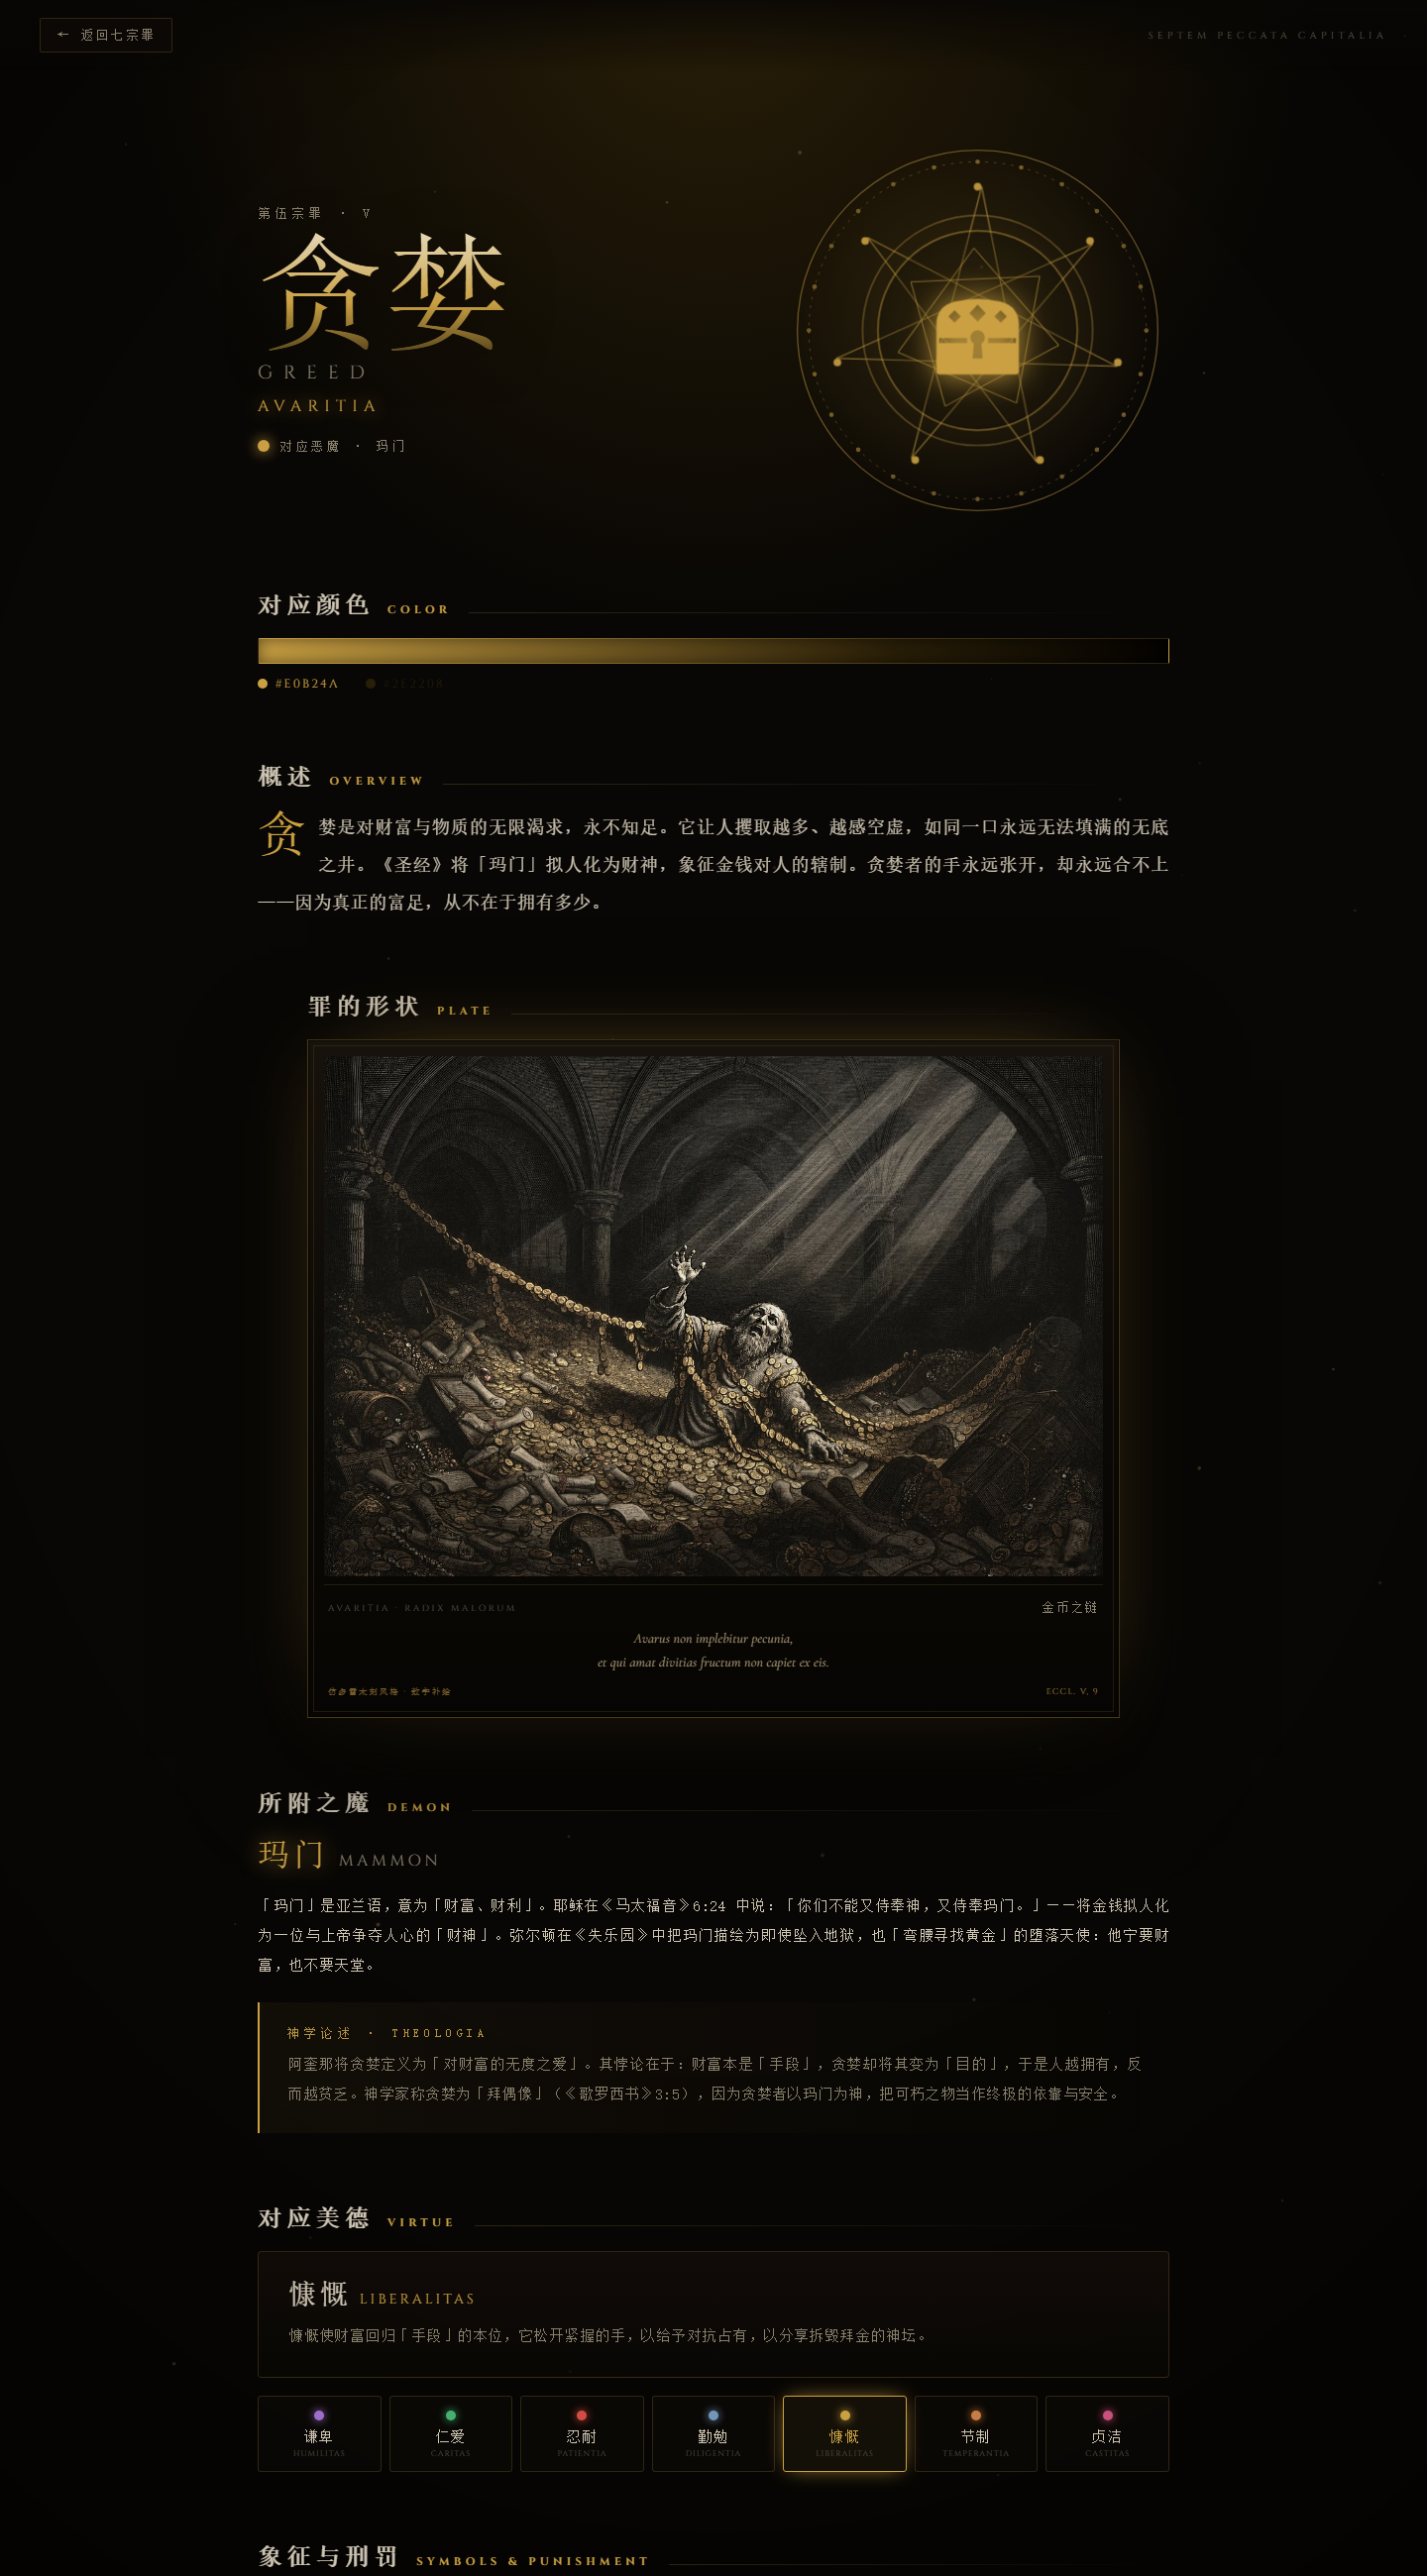 ← 返回七宗罪
SEPTEM PECCATA CAPITALIA ·
第伍宗罪 · V
贪婪
GREED
AVARITIA
对应恶魔 · 玛门
对应颜色 COLOR
#E0B24A #2E2208
概述 OVERVIEW
贪婪是对财富与物质的无限渴求，永不知足。它让人攫取越多、越感空虚，如同一口永远无法填满的无底
之井。《圣经》将「玛门」拟人化为财神，象征金钱对人的辖制。贪婪者的手永远张开，却永远合不上
——因为真正的富足，从不在于拥有多少。
罪的形状 PLATE
AVARITIA · RADIX MALORUM
金币之链
Avarus non implebitur pecunia,
et qui amat divitias fructum non capiet ex eis.
仿多雷木刻风格 · 数字补绘
ECCL. V, 9
所附之魔 DEMON
玛门 MAMMON
「玛门」是亚兰语，意为「财富、财利」。耶稣在《马太福音》6:24 中说：「你们不能又侍奉神，又侍奉玛门。」——将金钱拟人化
为一位与上帝争夺人心的「财神」。弥尔顿在《失乐园》中把玛门描绘为即使坠入地狱，也「弯腰寻找黄金」的堕落天使：他宁要财
富，也不要天堂。
神学论述 · THEOLOGIA
阿奎那将贪婪定义为「对财富的无度之爱」。其悖论在于：财富本是「手段」，贪婪却将其变为「目的」，于是人越拥有，反
而越贫乏。神学家称贪婪为「拜偶像」（《歌罗西书》3:5），因为贪婪者以玛门为神，把可朽之物当作终极的依靠与安全。
对应美德 VIRTUE
慷慨 LIBERALITAS
慷慨使财富回归「手段」的本位，它松开紧握的手，以给予对抗占有，以分享拆毁拜金的神坛。
谦卑 仁爱 忍耐 勤勉 慷慨 节制 贞洁
HUMILITAS CARITAS PATIENTIA DILIGENTIA LIBERALITAS TEMPERANTIA CASTITAS
象征与刑罚 SYMBOLS & PUNISHMENT